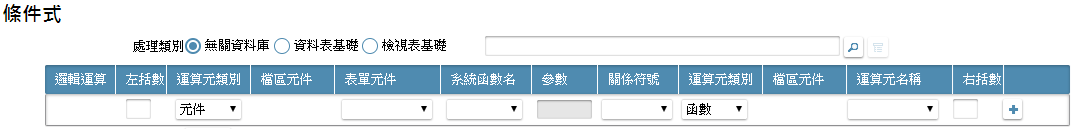 條件式
處理類別 無關資料庫 資料表基礎 檢視表基礎
邏輯運算 左括數 運算元類別 檔區元件 表單元件 系統函數名 參數 關係符號 運算元類別 檔區元件 運算元名稱 右括數
元件 函數